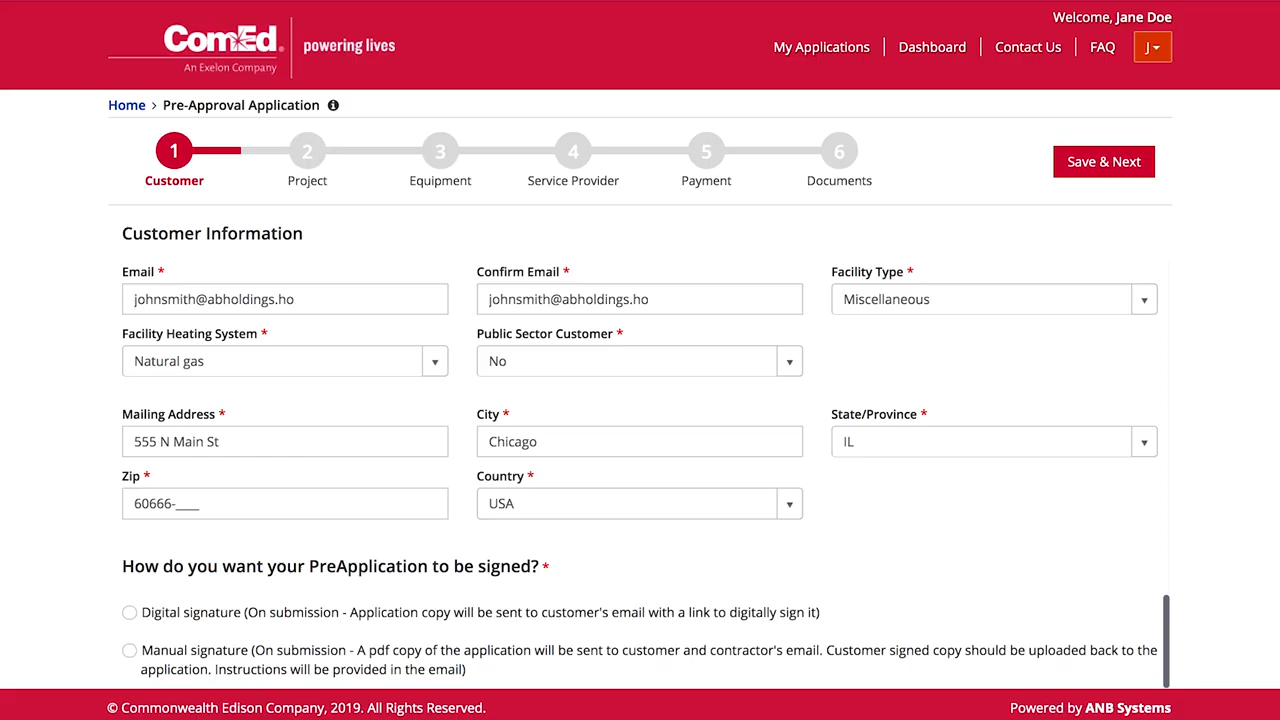 Welcome, Jane Doe
ComEd. powering lives
An Exelon Company
My Applications Dashboard Contact Us FAQ J
Home > Pre-Approval Application
1 2 3 4 5 6
Customer Project Equipment Service Provider Payment Documents
Save & Next
Customer Information
Email * Confirm Email * Facility Type *
johnsmith@abholdings.ho johnsmith@abholdings.ho Miscellaneous
Facility Heating System * Public Sector Customer *
Natural gas No
Mailing Address * City * State/Province *
555 N Main St Chicago IL
Zip * Country *
60666-____ USA
How do you want your PreApplication to be signed? *
Digital signature (On submission - Application copy will be sent to customer's email with a link to digitally sign it)
Manual signature (On submission - A pdf copy of the application will be sent to customer and contractor's email. Customer signed copy should be uploaded back to the
application. Instructions will be provided in the email)
© Commonwealth Edison Company, 2019. All Rights Reserved. Powered by ANB Systems